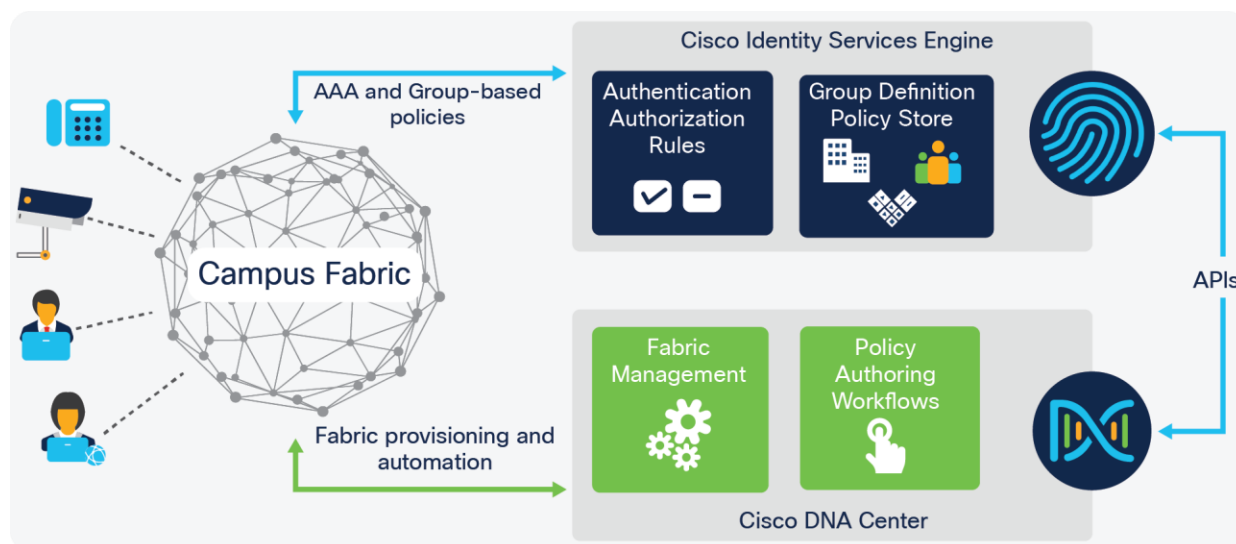 Cisco Identity Services Engine
AAA and Group-based
policies
Authentication
Authorization
Rules
Group Definition
Policy Store
Campus Fabric
APIs
Fabric
Management
Policy
Authoring
Workflows
Fabric provisioning and
automation
Cisco DNA Center